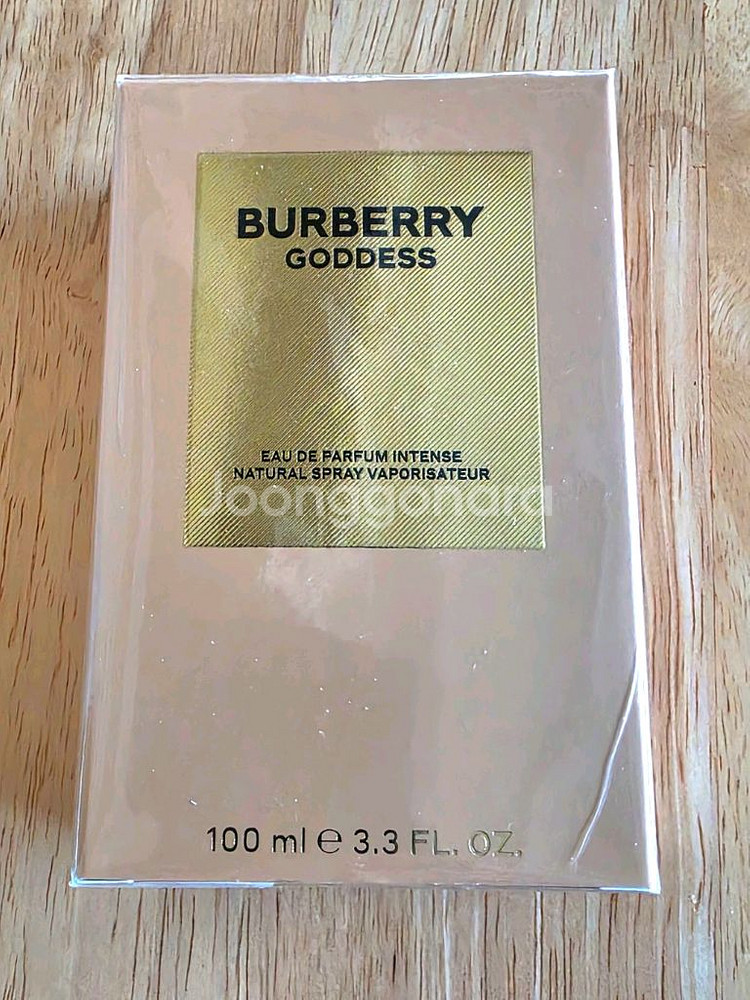 BURBERRY
GODDESS
EAU DE PARFUM INTENSE
NATURAL SPRAY VAPORISATEUR
Joonggonara
100 ml e 3.3 FL. OZ.